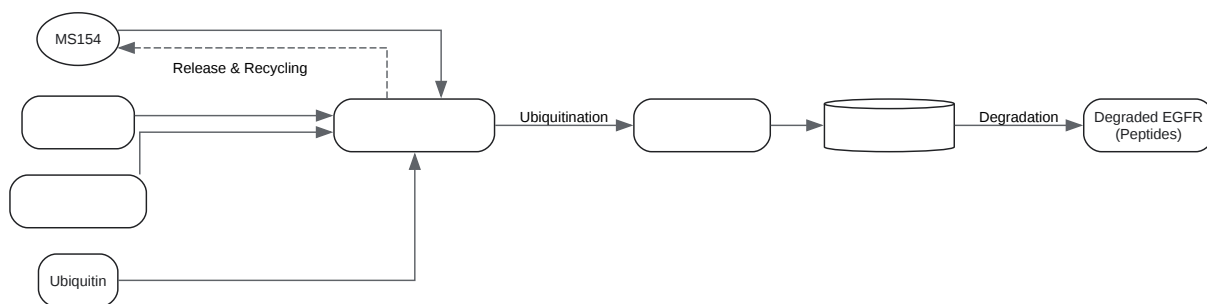 MS154
Release & Recycling
Ubiquitination
Degradation
Degraded EGFR
(Peptides)
Ubiquitin